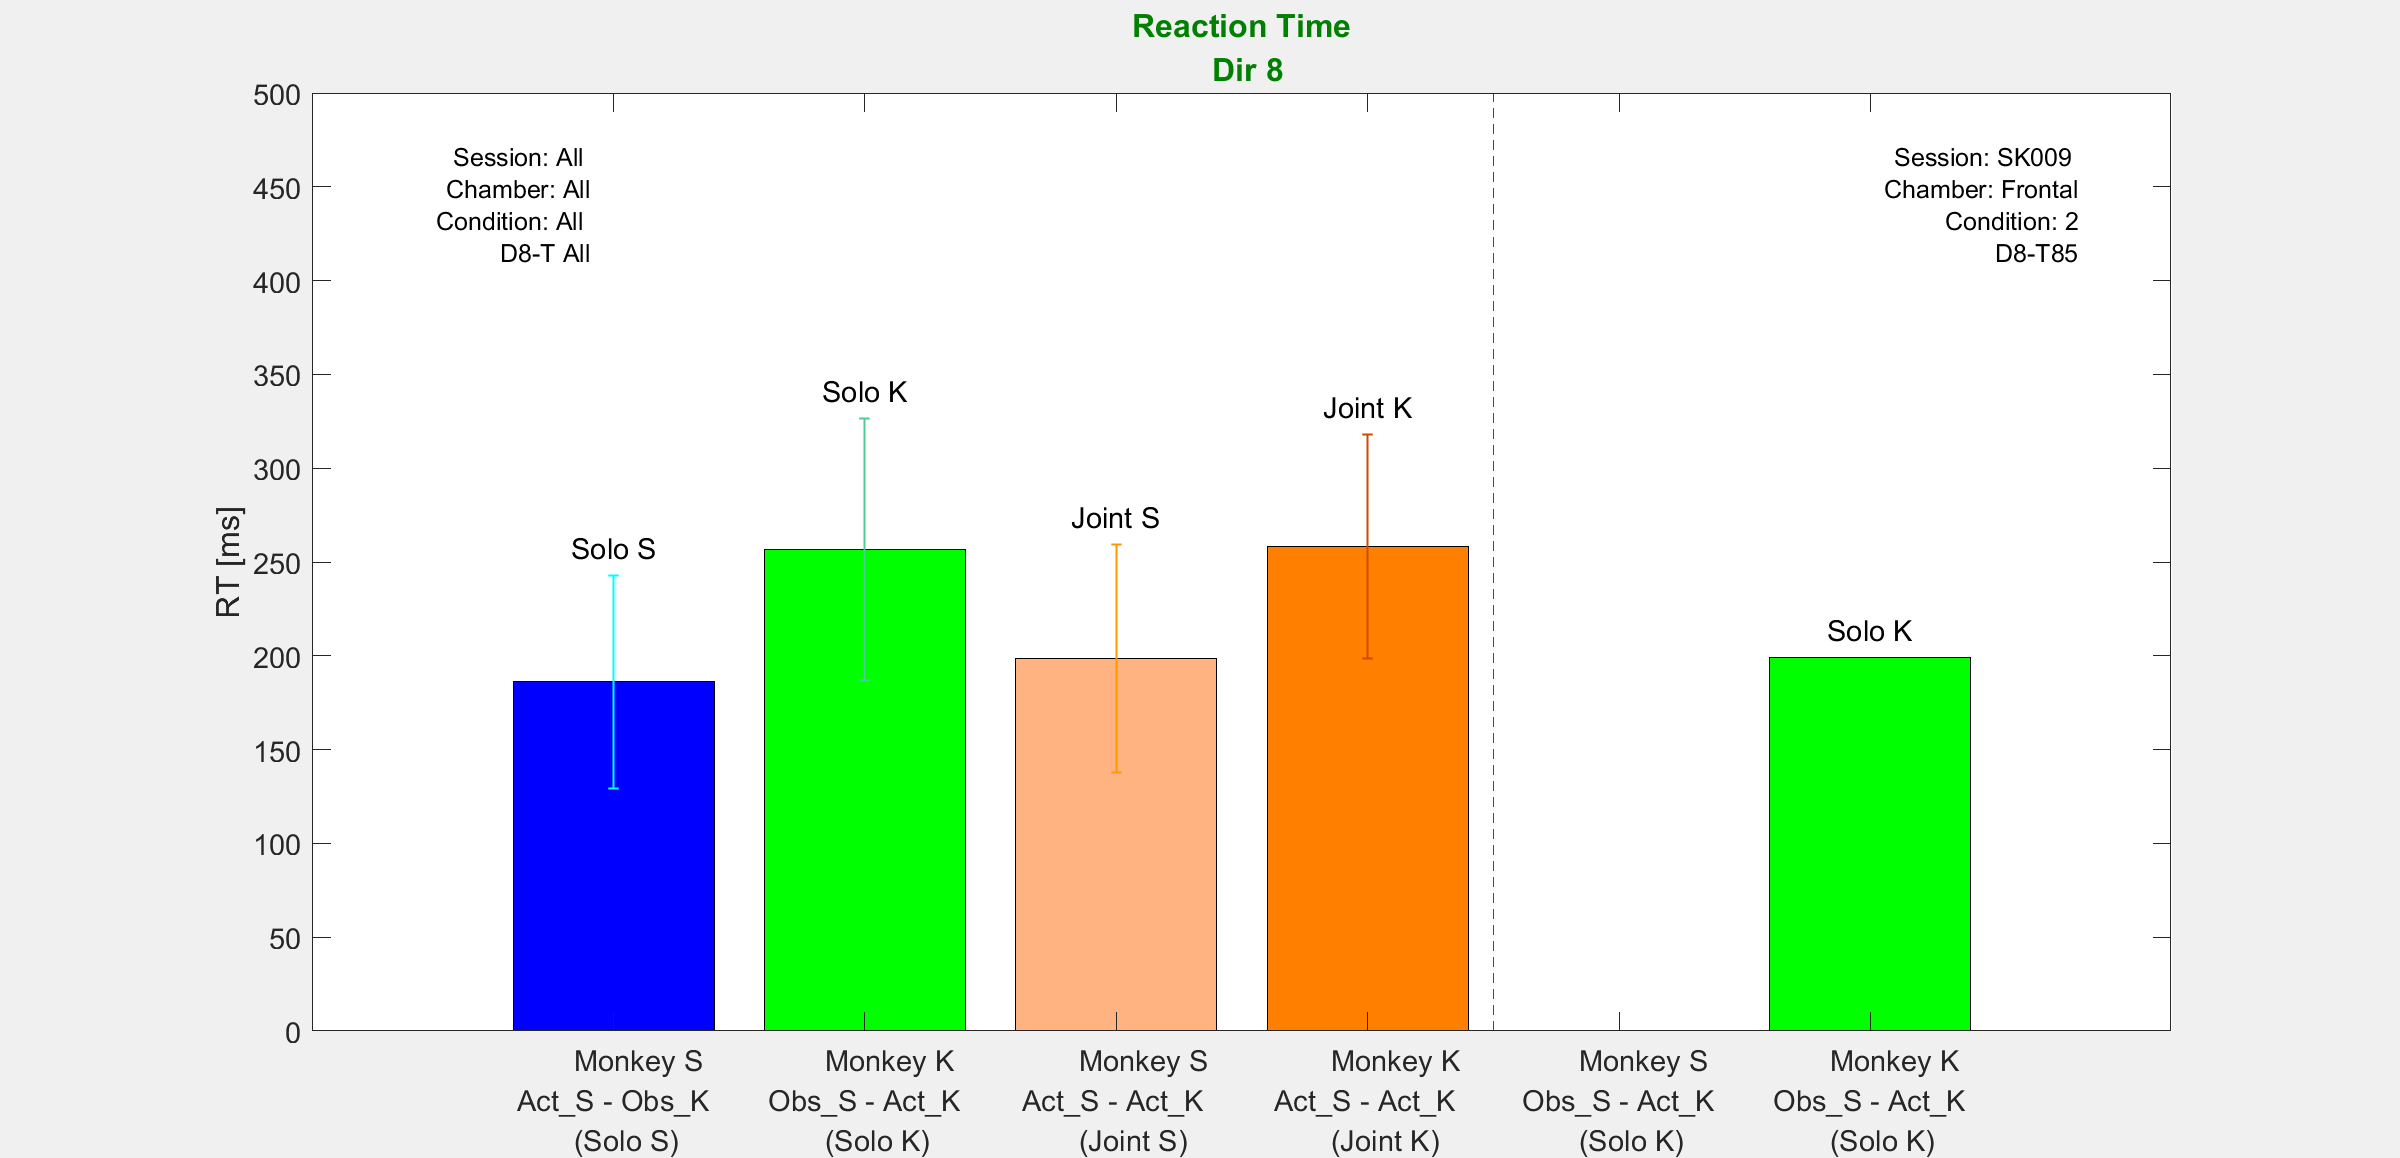 Reaction Time
Dir 8
500
450
400
350
300
250
200
150
100
50
0
RT [ms]
Session: All
Chamber: All
Condition: All
D8-T All
Session: SK009
Chamber: Frontal
Condition: 2
D8-T85
Solo S
Solo K
Joint S
Joint K
Solo K
Monkey S
Act_S - Obs_K
(Solo S)
Monkey K
Obs_S - Act_K
(Solo K)
Monkey S
Act_S - Act_K
(Joint S)
Monkey K
Act_S - Act_K
(Joint K)
Monkey S
Obs_S - Act_K
(Solo K)
Monkey K
Obs_S - Act_K
(Solo K)